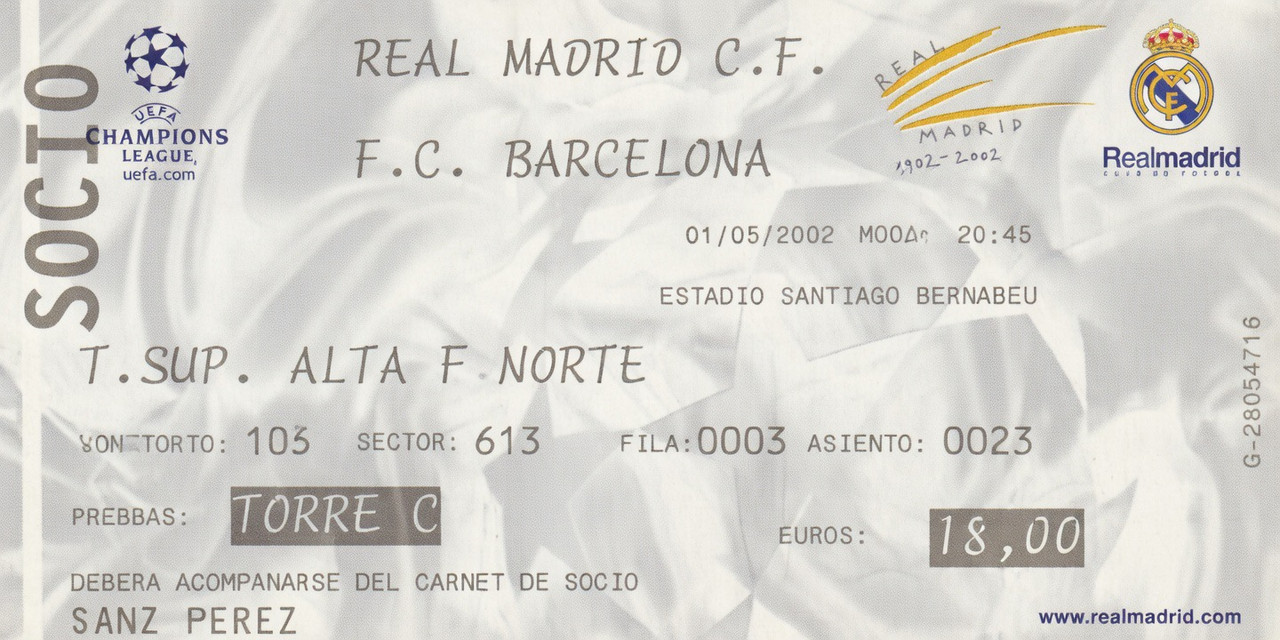 SOCIO
UEFA
CHAMPIONS
LEAGUE
uefa.com
REAL MADRID C.F.
F.C. BARCELONA
REAL
MADRID
1902-2002
Realmadrid
01/05/2002 20:45
ESTADIO SANTIAGO BERNABEU
T.SUP. ALTA F NORTE
103 SECTOR: 613 FILA:0003 ASIENTO: 0023
PREBBAS: TORRE C
EUROS: 18,00
DEBERA ACOMPANARSE DEL CARNET DE SOCIO
SANZ PEREZ
www.realmadrid.com
G-28054716